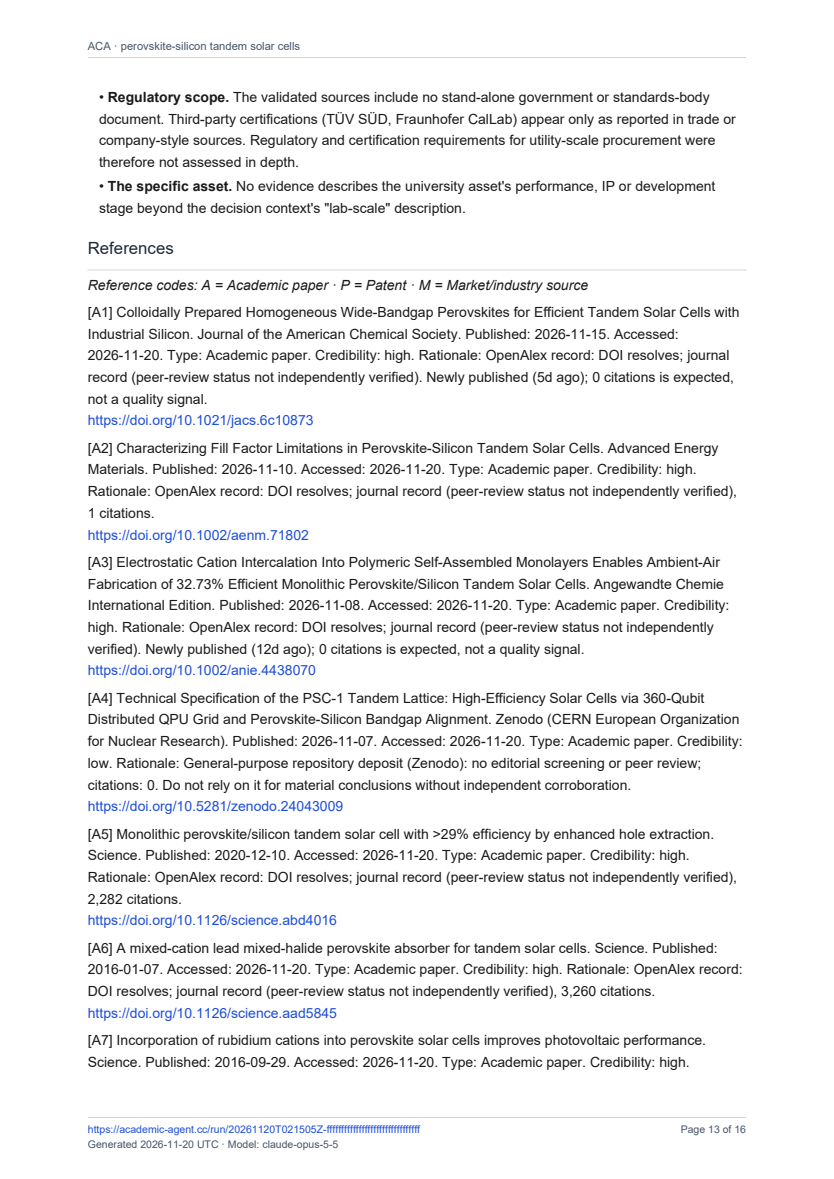 ACA · perovskite-silicon tandem solar cells
• Regulatory scope. The validated sources include no stand-alone government or standards-body
document. Third-party certifications (TÜV SÜD, Fraunhofer CalLab) appear only as reported in trade or
company-style sources. Regulatory and certification requirements for utility-scale procurement were
therefore not assessed in depth.
• The specific asset. No evidence describes the university asset's performance, IP or development
stage beyond the decision context's "lab-scale" description.
References
Reference codes: A = Academic paper · P = Patent · M = Market/industry source
[A1] Colloidally Prepared Homogeneous Wide-Bandgap Perovskites for Efficient Tandem Solar Cells with
Industrial Silicon. Journal of the American Chemical Society. Published: 2026-11-15. Accessed:
2026-11-20. Type: Academic paper. Credibility: high. Rationale: OpenAlex record: DOI resolves; journal
record (peer-review status not independently verified). Newly published (5d ago); 0 citations is expected,
not a quality signal.
https://doi.org/10.1021/jacs.6c10873
[A2] Characterizing Fill Factor Limitations in Perovskite-Silicon Tandem Solar Cells. Advanced Energy
Materials. Published: 2026-11-10. Accessed: 2026-11-20. Type: Academic paper. Credibility: high.
Rationale: OpenAlex record: DOI resolves; journal record (peer-review status not independently verified),
1 citations.
https://doi.org/10.1002/aenm.71802
[A3] Electrostatic Cation Intercalation Into Polymeric Self-Assembled Monolayers Enables Ambient-Air
Fabrication of 32.73% Efficient Monolithic Perovskite/Silicon Tandem Solar Cells. Angewandte Chemie
International Edition. Published: 2026-11-08. Accessed: 2026-11-20. Type: Academic paper. Credibility:
high. Rationale: OpenAlex record: DOI resolves; journal record (peer-review status not independently
verified). Newly published (12d ago); 0 citations is expected, not a quality signal.
https://doi.org/10.1002/anie.4438070
[A4] Technical Specification of the PSC-1 Tandem Lattice: High-Efficiency Solar Cells via 360-Qubit
Distributed QPU Grid and Perovskite-Silicon Bandgap Alignment. Zenodo (CERN European Organization
for Nuclear Research). Published: 2026-11-07. Accessed: 2026-11-20. Type: Academic paper. Credibility:
low. Rationale: General-purpose repository deposit (Zenodo): no editorial screening or peer review;
citations: 0. Do not rely on it for material conclusions without independent corroboration.
https://doi.org/10.5281/zenodo.24043009
[A5] Monolithic perovskite/silicon tandem solar cell with >29% efficiency by enhanced hole extraction.
Science. Published: 2020-12-10. Accessed: 2026-11-20. Type: Academic paper. Credibility: high.
Rationale: OpenAlex record: DOI resolves; journal record (peer-review status not independently verified),
2,282 citations.
https://doi.org/10.1126/science.abd4016
[A6] A mixed-cation lead mixed-halide perovskite absorber for tandem solar cells. Science. Published:
2016-01-07. Accessed: 2026-11-20. Type: Academic paper. Credibility: high. Rationale: OpenAlex record:
DOI resolves; journal record (peer-review status not independently verified), 3,260 citations.
https://doi.org/10.1126/science.aad5845
[A7] Incorporation of rubidium cations into perovskite solar cells improves photovoltaic performance.
Science. Published: 2016-09-29. Accessed: 2026-11-20. Type: Academic paper. Credibility: high.
Page 13 of 16
Generated 2026-11-20 UTC · Model: claude-opus-5-5